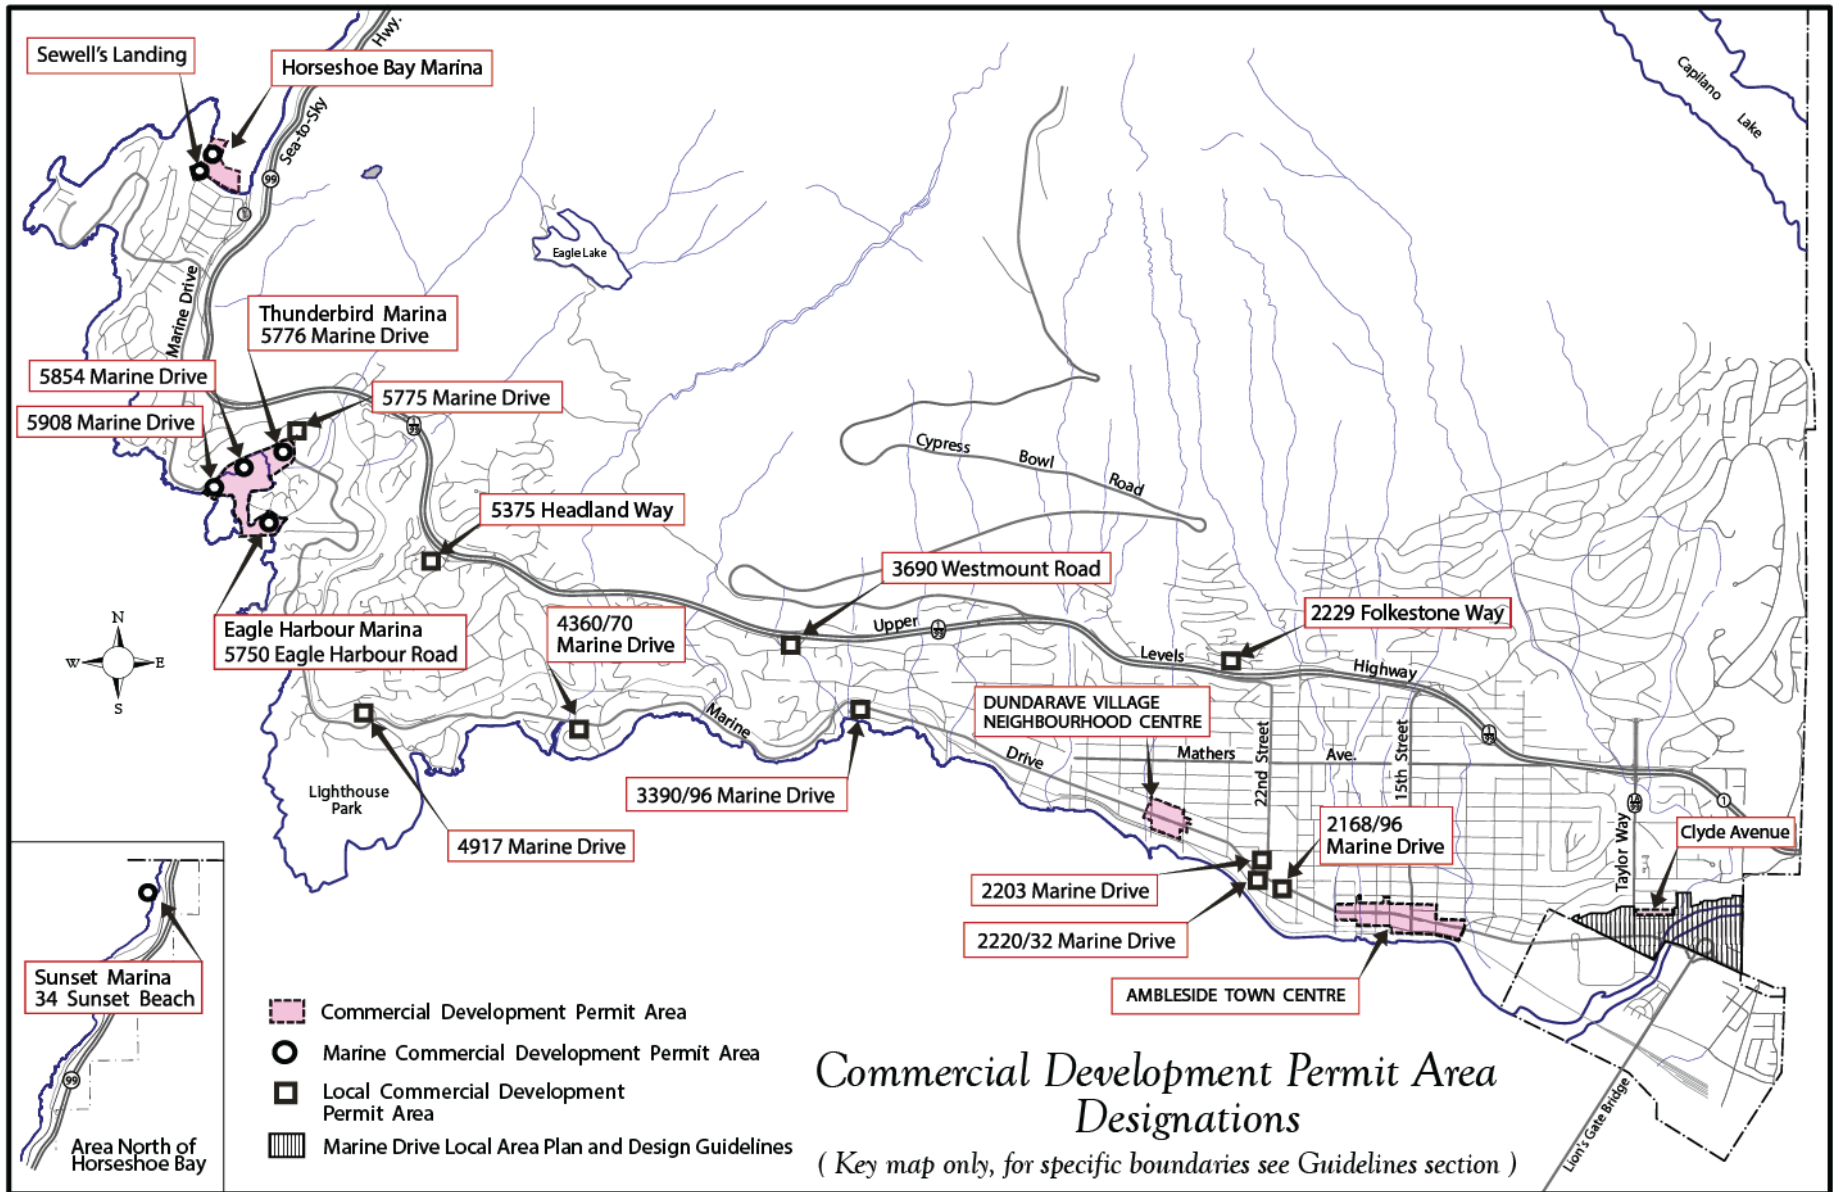 Sewell's Landing
Horseshoe Bay Marina
Hwy.
Sea-to-Sky
99
1
Capilano
Lake
Eagle Lake
Marine Drive
Thunderbird Marina
5776 Marine Drive
5854 Marine Drive
5775 Marine Drive
5908 Marine Drive
Cypress
Bowl
Road
5375 Headland Way
3690 Westmount Road
2229 Folkestone Way
Eagle Harbour Marina
5750 Eagle Harbour Road
4360/70
Marine Drive
Upper
Levels
Highway
N
W
E
S
DUNDARAVE VILLAGE
NEIGHBOURHOOD CENTRE
Marine
Drive
Mathers
Ave.
22nd Street
15th Street
Lighthouse
Park
3390/96 Marine Drive
4917 Marine Drive
2168/96
Marine Drive
1
Taylor Way
Clyde Avenue
2203 Marine Drive
2220/32 Marine Drive
AMBLESIDE TOWN CENTRE
Sunset Marina
34 Sunset Beach
99
Area North of
Horseshoe Bay
Commercial Development Permit Area
Marine Commercial Development Permit Area
Local Commercial Development
Permit Area
Marine Drive Local Area Plan and Design Guidelines
Commercial Development Permit Area
Designations
( Key map only, for specific boundaries see Guidelines section )
Lion's Gate Bridge